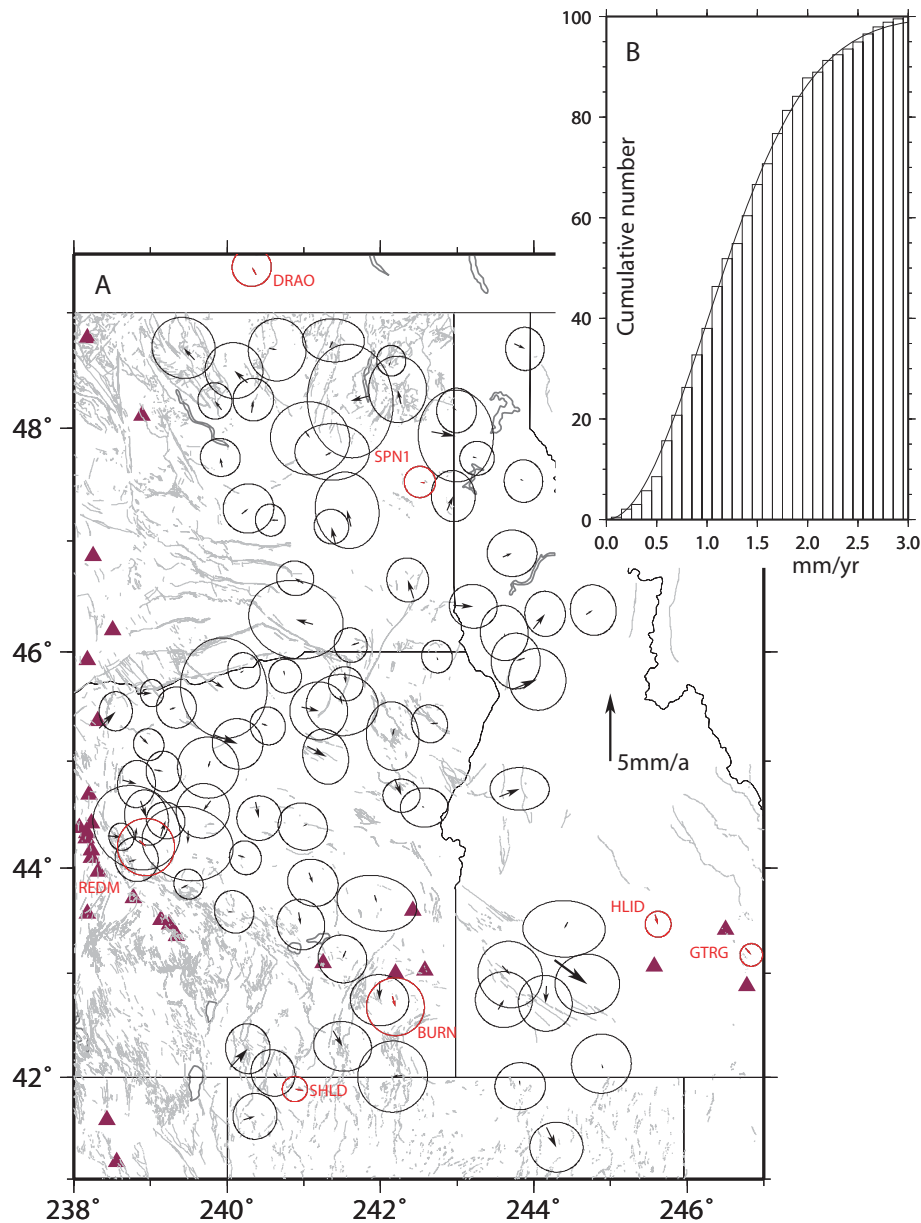 100
B
80
Cumulative number
60
40
20
0
0.0 0.5 1.0 1.5 2.0 2.5 3.0
mm/yr
A
DRAO
48°
SPN1
46°
5mm/a
44°
REDM
HLID
GTRG
BURN
42°
SHLD
238 240 242 244 246